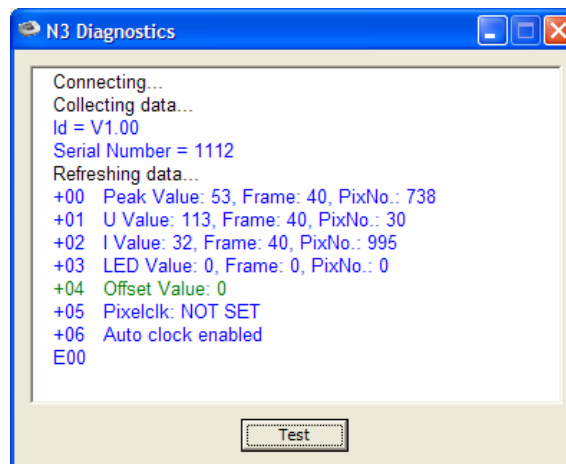 N3 Diagnostics
Connecting...
Collecting data...
Id = V1.00
Serial Number = 1112
Refreshing data...
+00 Peak Value: 53, Frame: 40, PixNo.: 738
+01 U Value: 113, Frame: 40, PixNo.: 30
+02 I Value: 32, Frame: 40, PixNo.: 995
+03 LED Value: 0, Frame: 0, PixNo.: 0
+04 Offset Value: 0
+05 Pixelclk: NOT SET
+06 Auto clock enabled
E00
Test